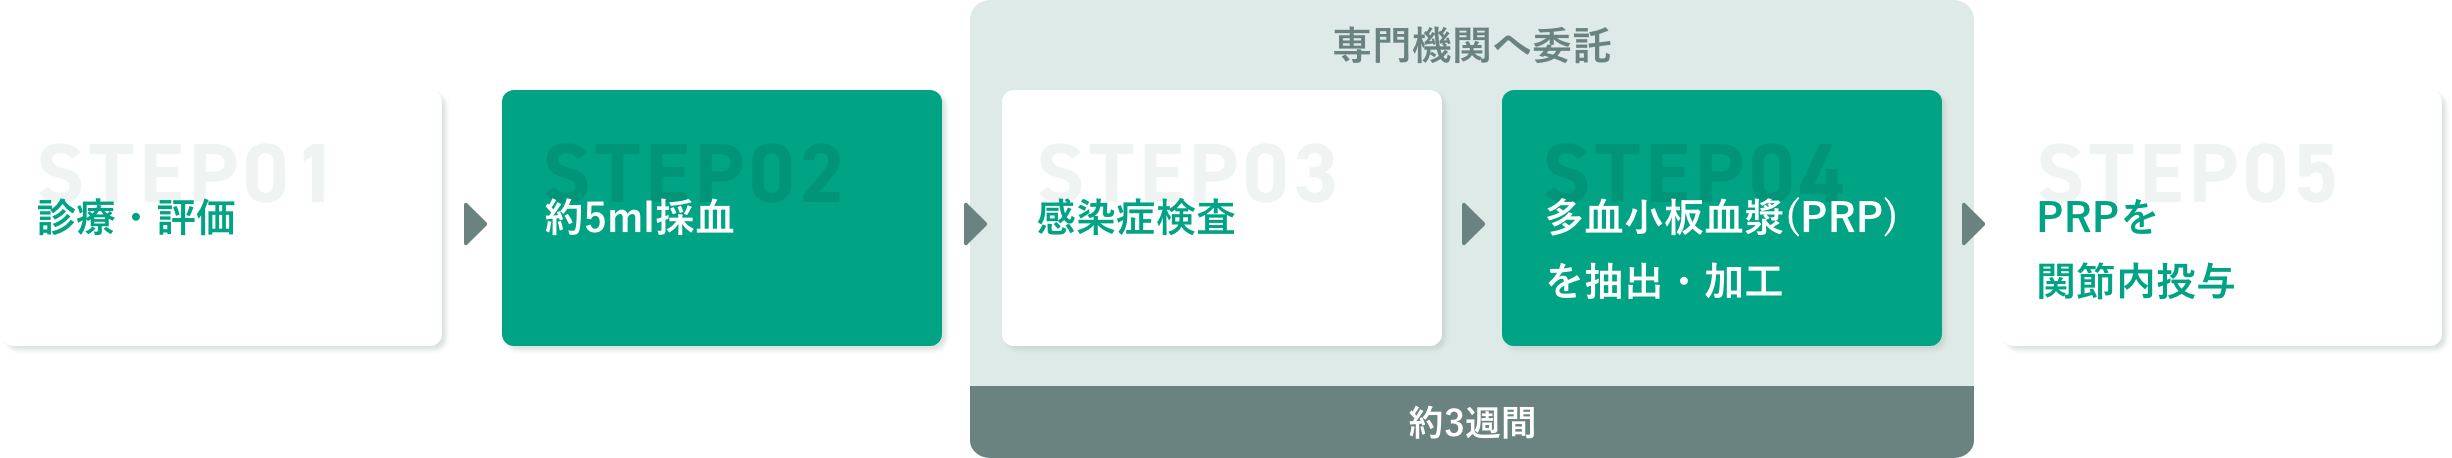 STEP01
診療・評価
STEP02
約5ml採血
専門機関へ委託
STEP03
感染症検査
STEP04
多血小板血漿(PRP)
を抽出・加工
約3週間
STEP05
PRPを
関節内投与